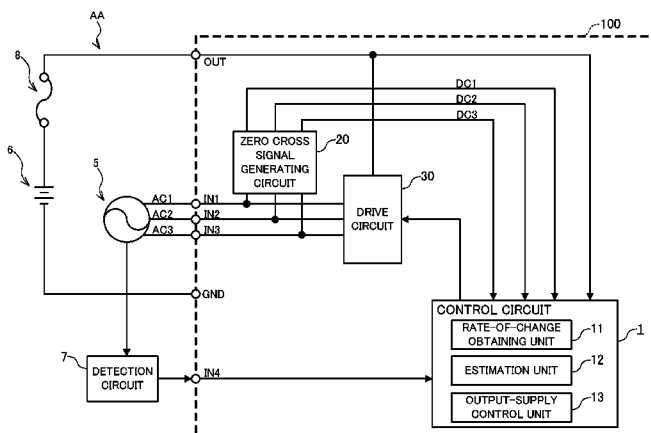 AA
100
8
OUT
DC1
DC2
DC3
ZERO CROSS
SIGNAL
GENERATING
CIRCUIT
20
6
5
30
AC1
IN1
AC2
IN2
AC3
IN3
DRIVE
CIRCUIT
GND
CONTROL CIRCUIT
RATE-OF-CHANGE
OBTAINING UNIT
11
1
7
DETECTION
CIRCUIT
IN4
ESTIMATION UNIT
12
OUTPUT-SUPPLY
CONTROL UNIT
13